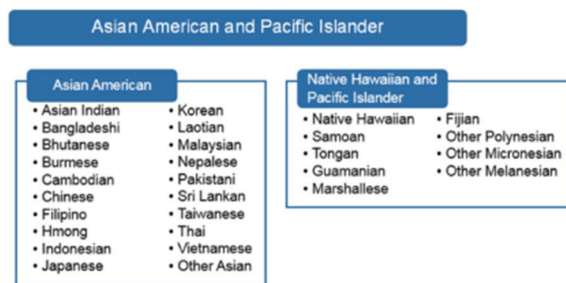 Asian American and Pacific Islander
Asian American
• Asian Indian
• Bangladeshi
• Bhutanese
• Burmese
• Cambodian
• Chinese
• Filipino
• Hmong
• Indonesian
• Japanese
• Korean
• Laotian
• Malaysian
• Nepalese
• Pakistani
• Sri Lankan
• Taiwanese
• Thai
• Vietnamese
• Other Asian
Native Hawaiian and
Pacific Islander
• Native Hawaiian
• Samoan
• Tongan
• Guamanian
• Marshallese
• Fijian
• Other Polynesian
• Other Micronesian
• Other Melanesian